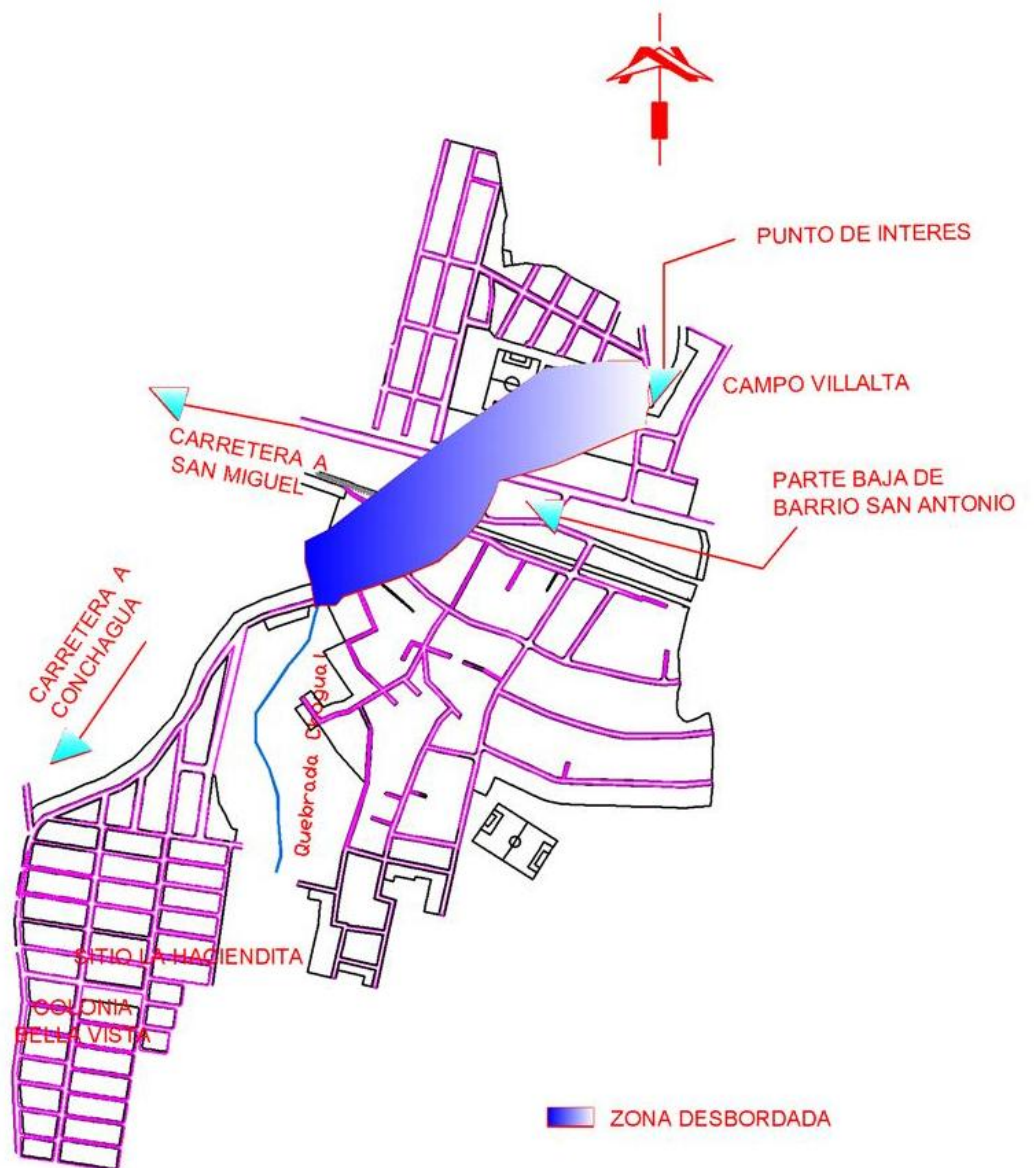 PUNTO DE INTERES
CAMPO VILLALTA
CARRETERA A
SAN MIGUEL
PARTE BAJA DE
BARRIO SAN ANTONIO
CARRETERA A
CONCHAGUA
Quebrada
SITIO LA HACIENDITA
COLONIA
BELLA VISTA
ZONA DESBORDADA